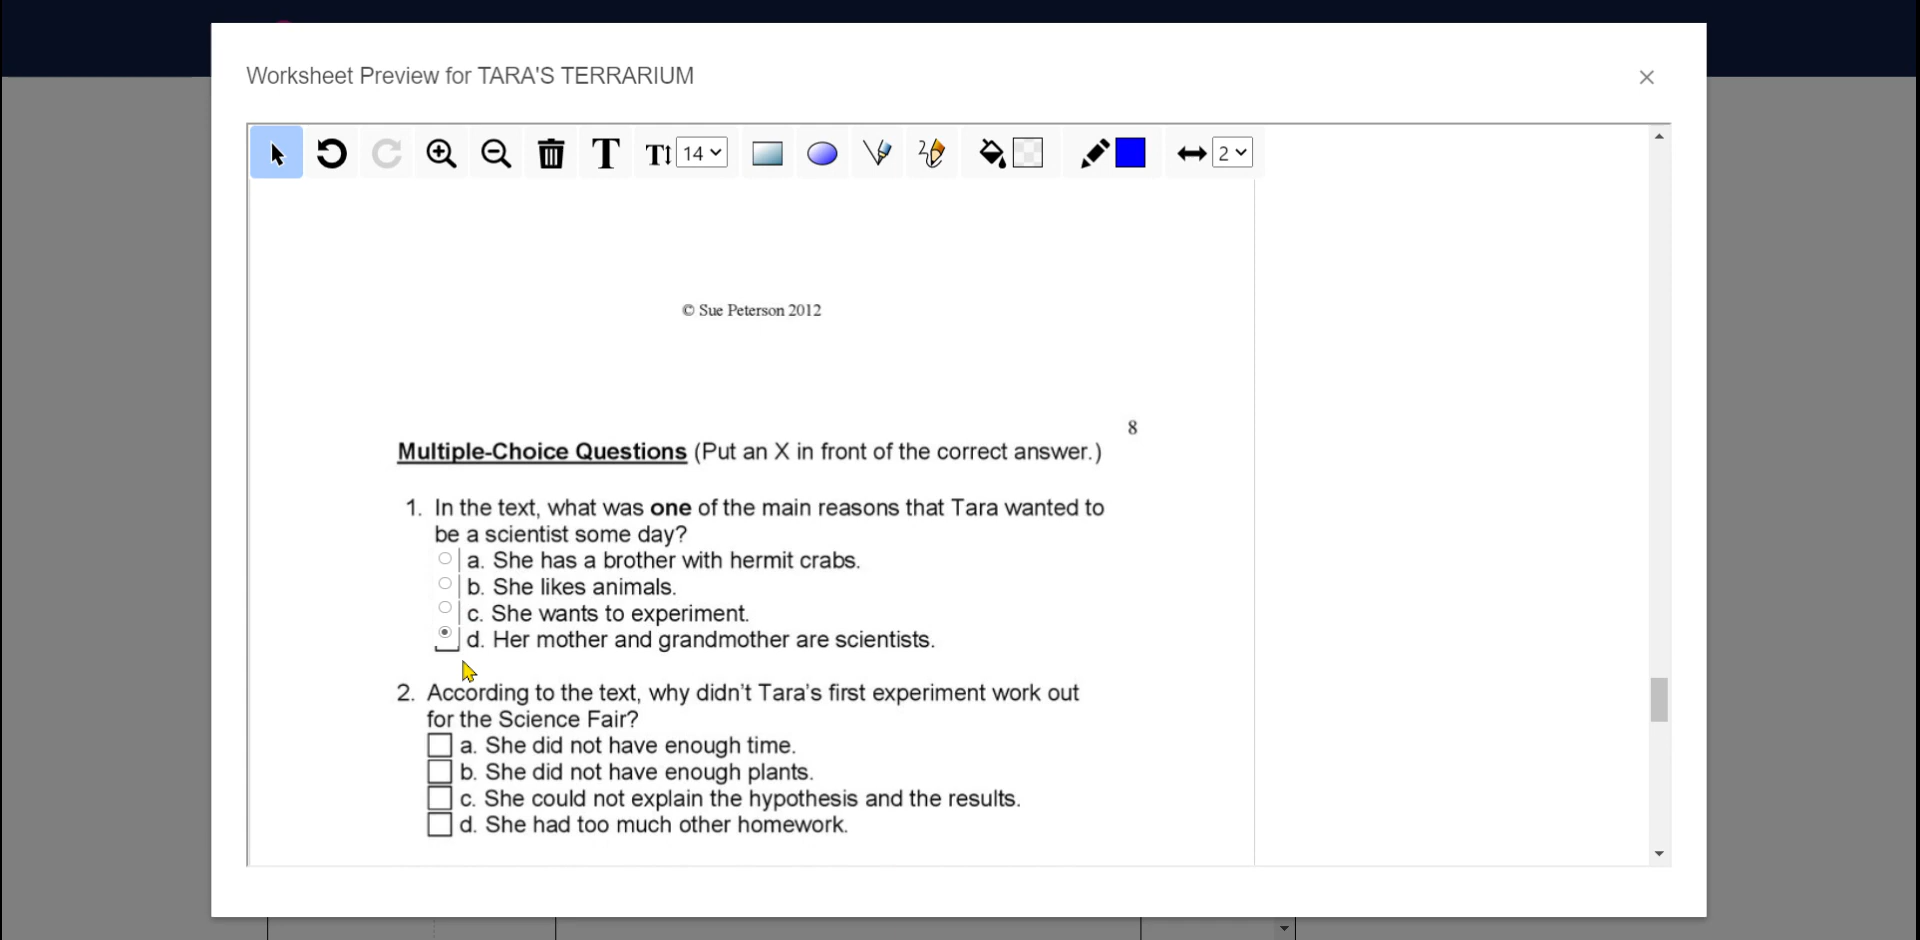 Worksheet Preview for TARA'S TERRARIUM
T T 14 2
© Sue Peterson 2012
8
Multiple-Choice Questions (Put an X in front of the correct answer.)
1. In the text, what was one of the main reasons that Tara wanted to
be a scientist some day?
a. She has a brother with hermit crabs.
b. She likes animals.
c. She wants to experiment.
d. Her mother and grandmother are scientists.
2. According to the text, why didn't Tara's first experiment work out
for the Science Fair?
a. She did not have enough time.
b. She did not have enough plants.
c. She could not explain the hypothesis and the results.
d. She had too much other homework.